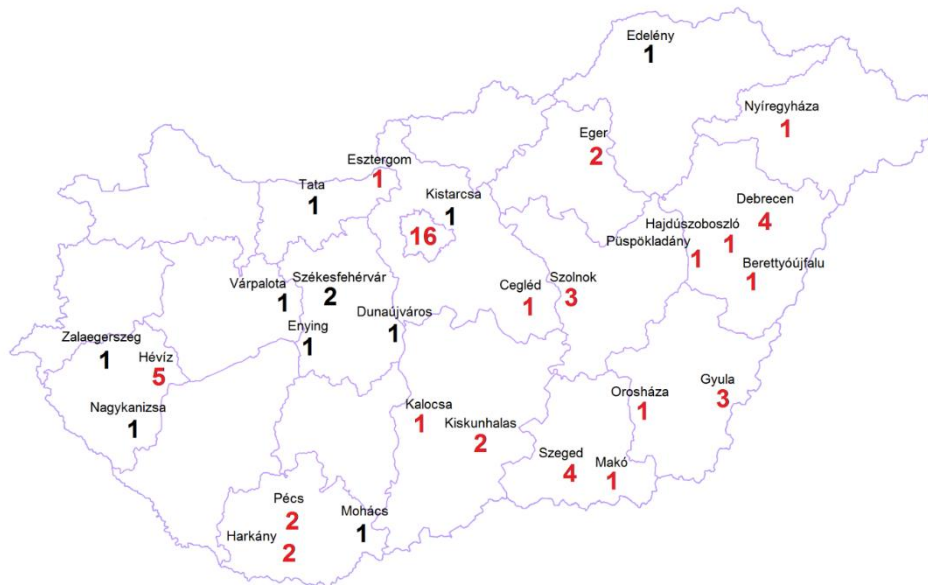 Edelény
1
Nyíregyháza
1
Eger
2
Esztergom
1
Tata
1
Kistarcsa
1
16
Debrecen
4
Hajdúszoboszló
1
Püspökladány
1
Berettyóújfalu
1
Várpalota
1
Székesfehérvár
2
Cegléd
1
Szolnok
3
Enying
1
Dunaújváros
1
Zalaegerszeg
1
Hévíz
5
Nagykanizsa
1
Kalocsa
1
Kiskunhalas
2
Orosháza
1
Gyula
3
Szeged
4
Makó
1
Pécs
2
Harkány
2
Mohács
1